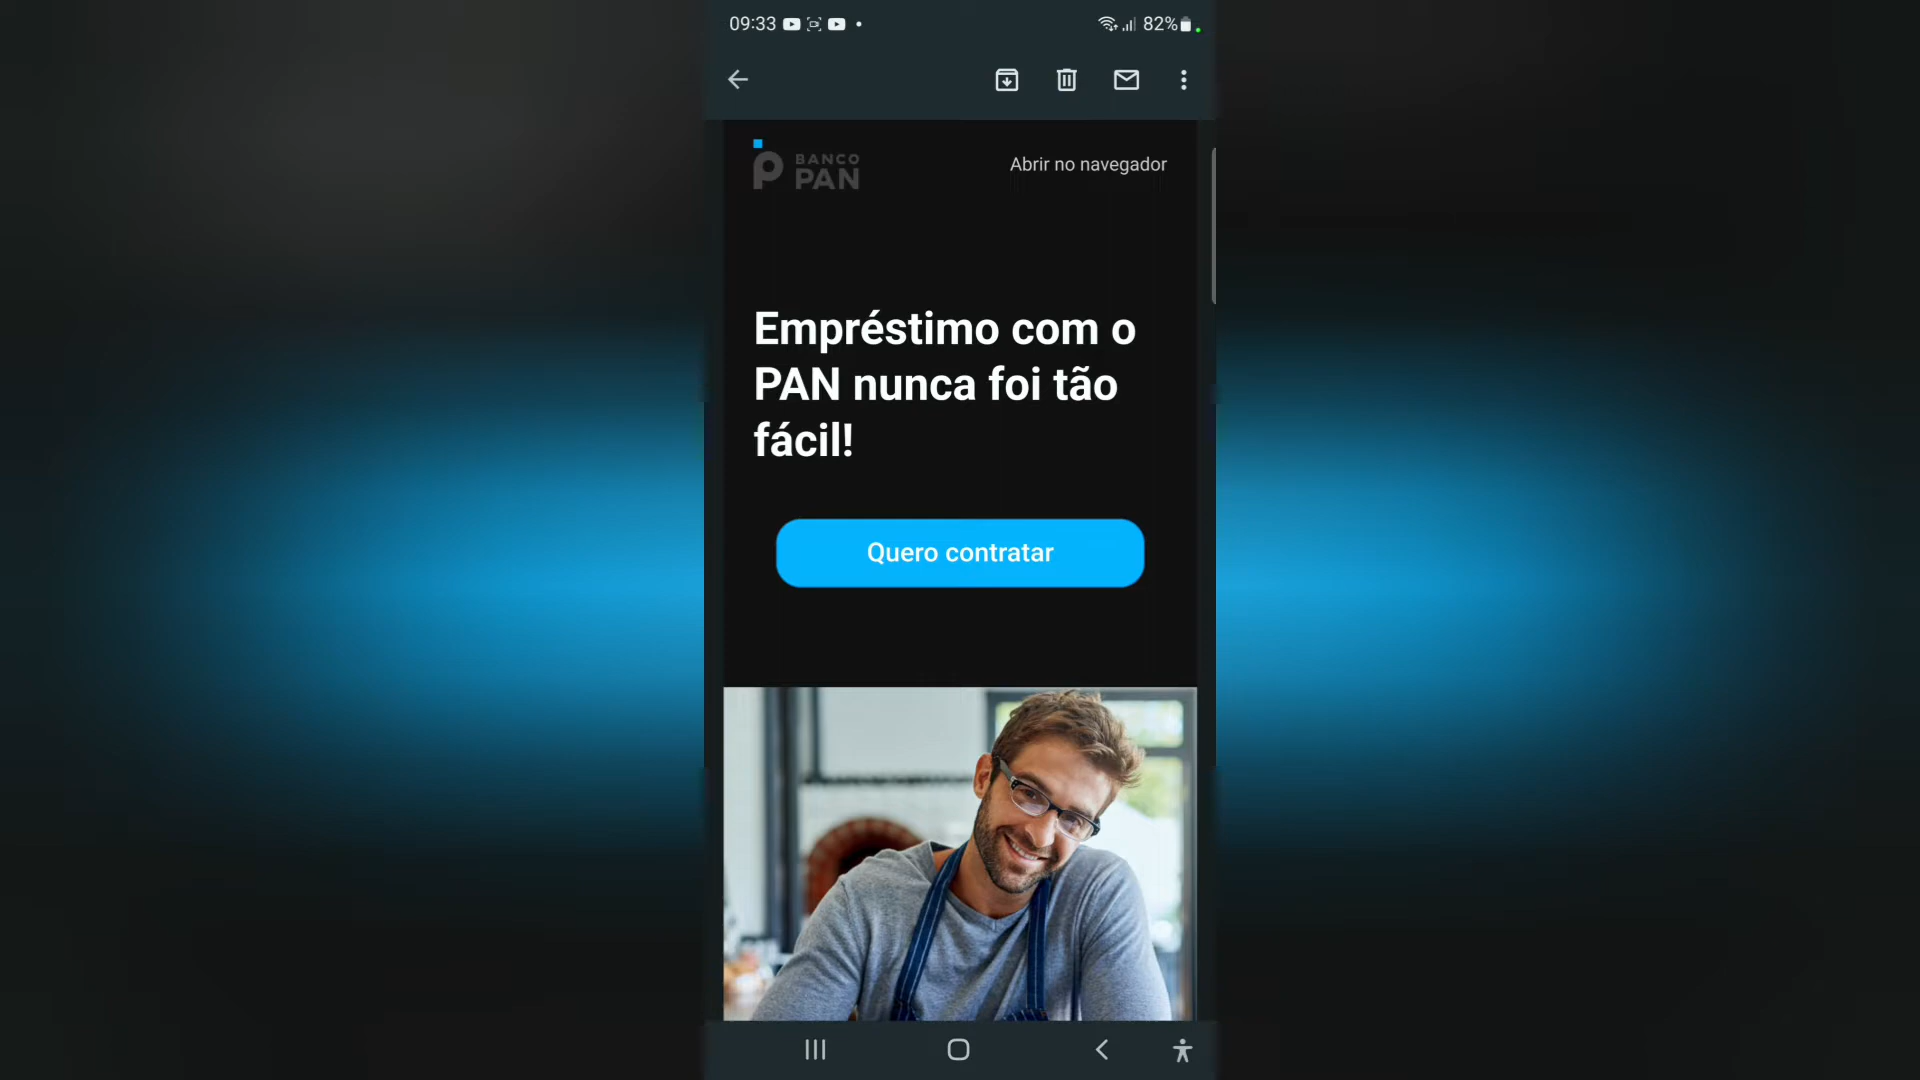 09:33
82%
BANCO
PAN
Abrir no navegador
Empréstimo com o
PAN nunca foi tão
fácil!
Quero contratar